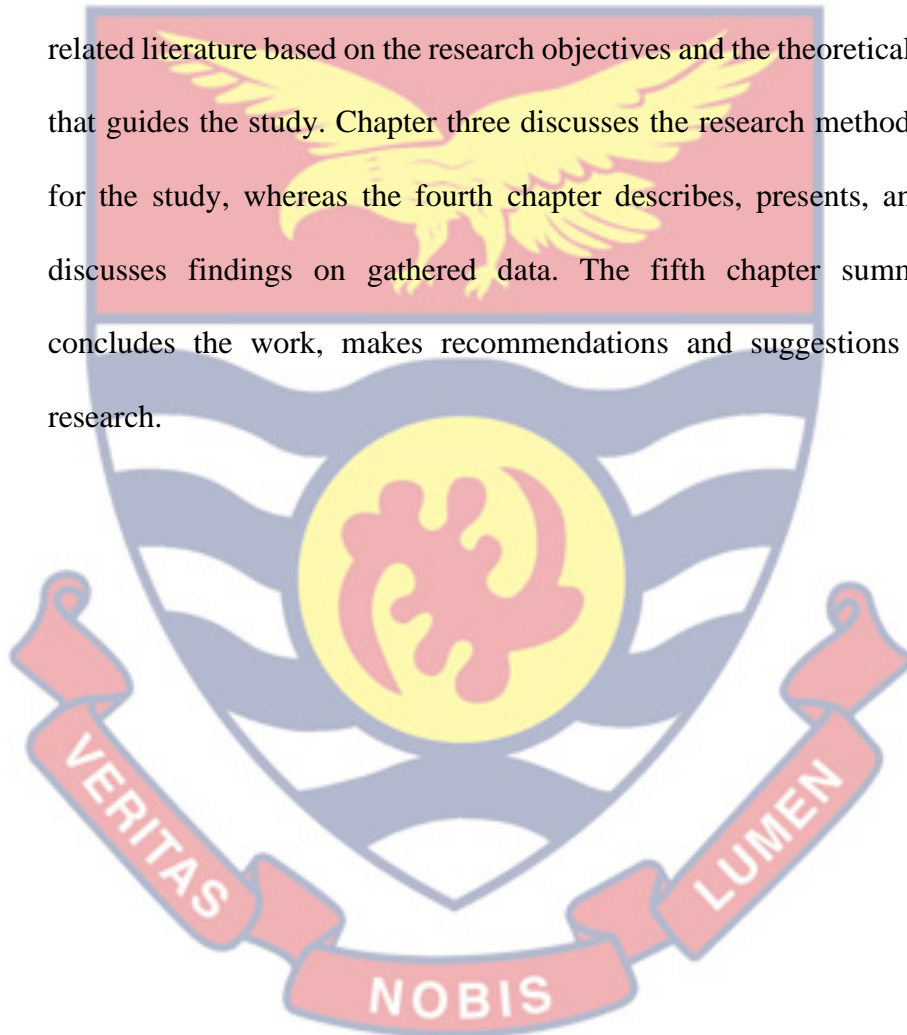 related literature based on the research objectives and the theoretical
that guides the study. Chapter three discusses the research method
for the study, whereas the fourth chapter describes, presents, an
discusses findings on gathered data. The fifth chapter summ
concludes the work, makes recommendations and suggestions
research.
VERITAS
NOBIS
LUMEN